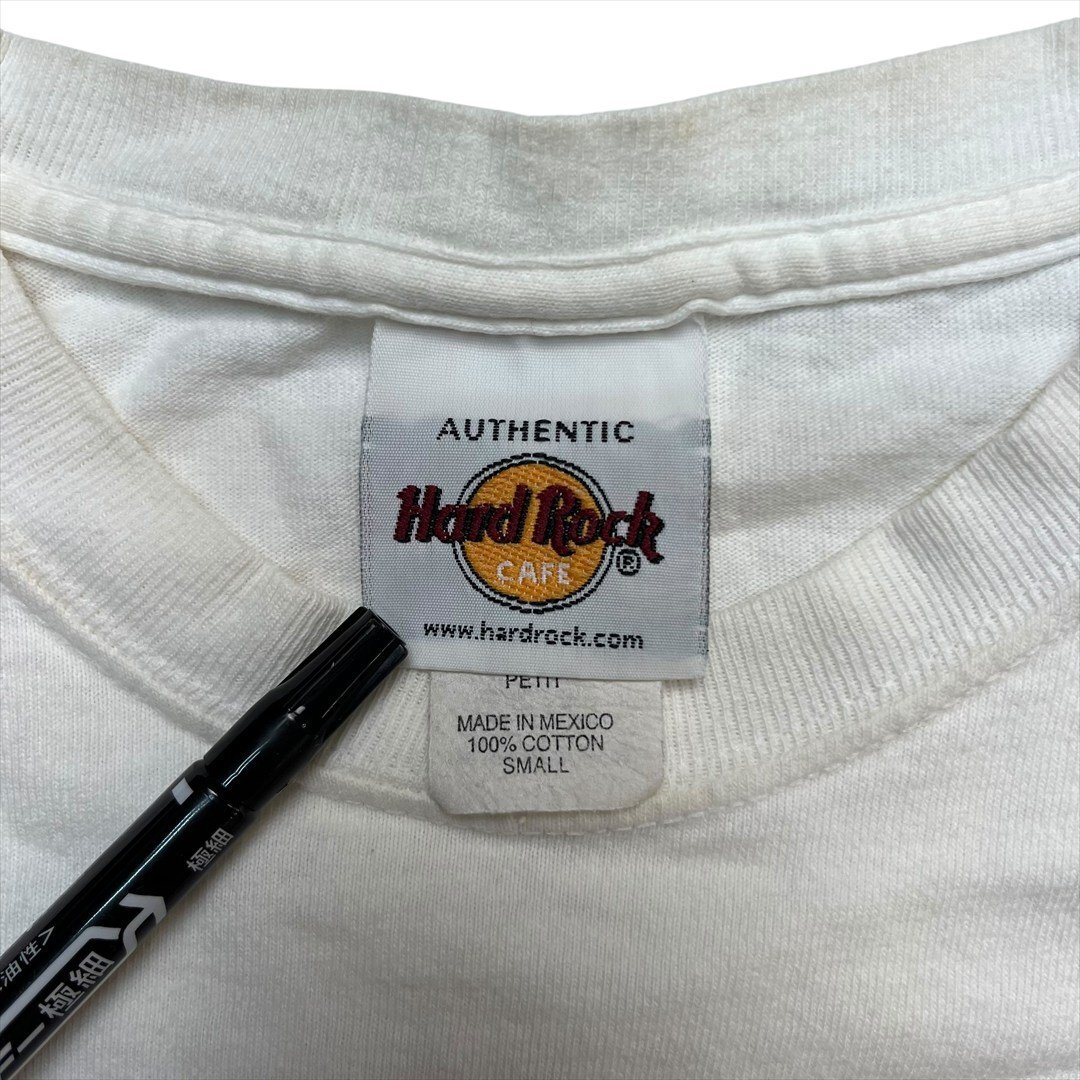 AUTHENTIC
Hard Rock
CAFE ®
www.hardrock.com
PETIT
MADE IN MEXICO
100% COTTON
SMALL
極細
油性>
極細